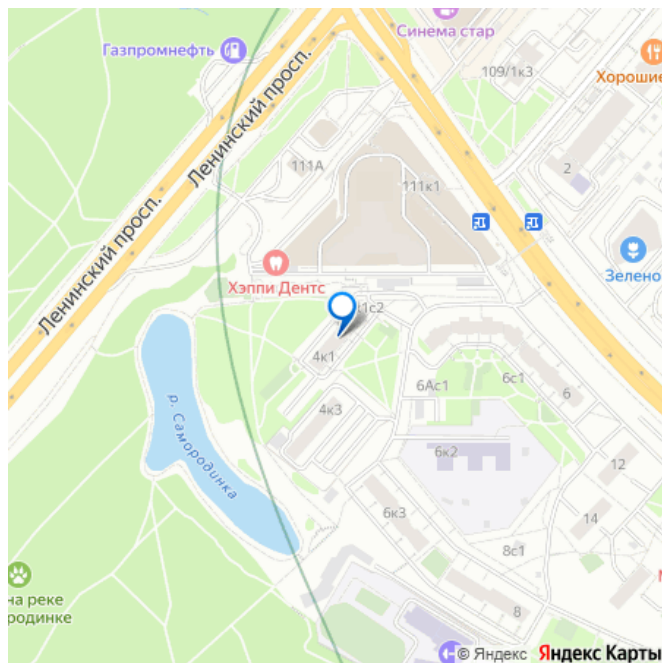 Синема стар
Газпромнефть
Ленинский просп.
Хорошие
109/1к3
111А
2
111к1
Ленинский просп.
Зелено
Хэппи Дентс
1с2
4к1
6с1
6Ас1
6
4к3
р. Самородинка
6к2
12
6к3
14
8с1
на реке
родинке
8
© Яндекс
Яндекс Карты